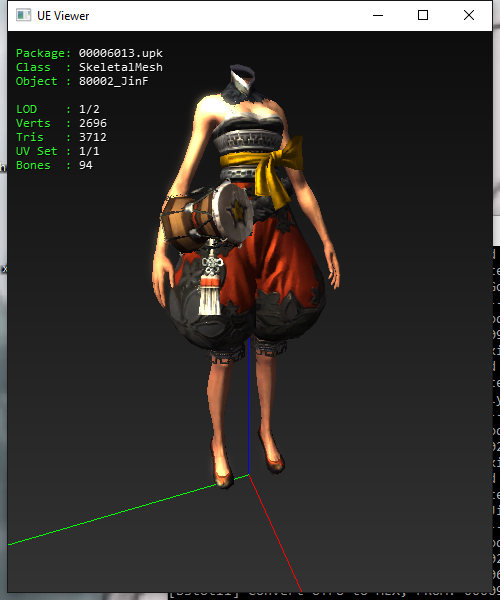 UE Viewer
Package: 00006013.upk
Class : SkeletalMesh
Object : 80002_JinF
LOD : 1/2
Verts : 2696
Tris : 3712
UV Set : 1/1
Bones : 94